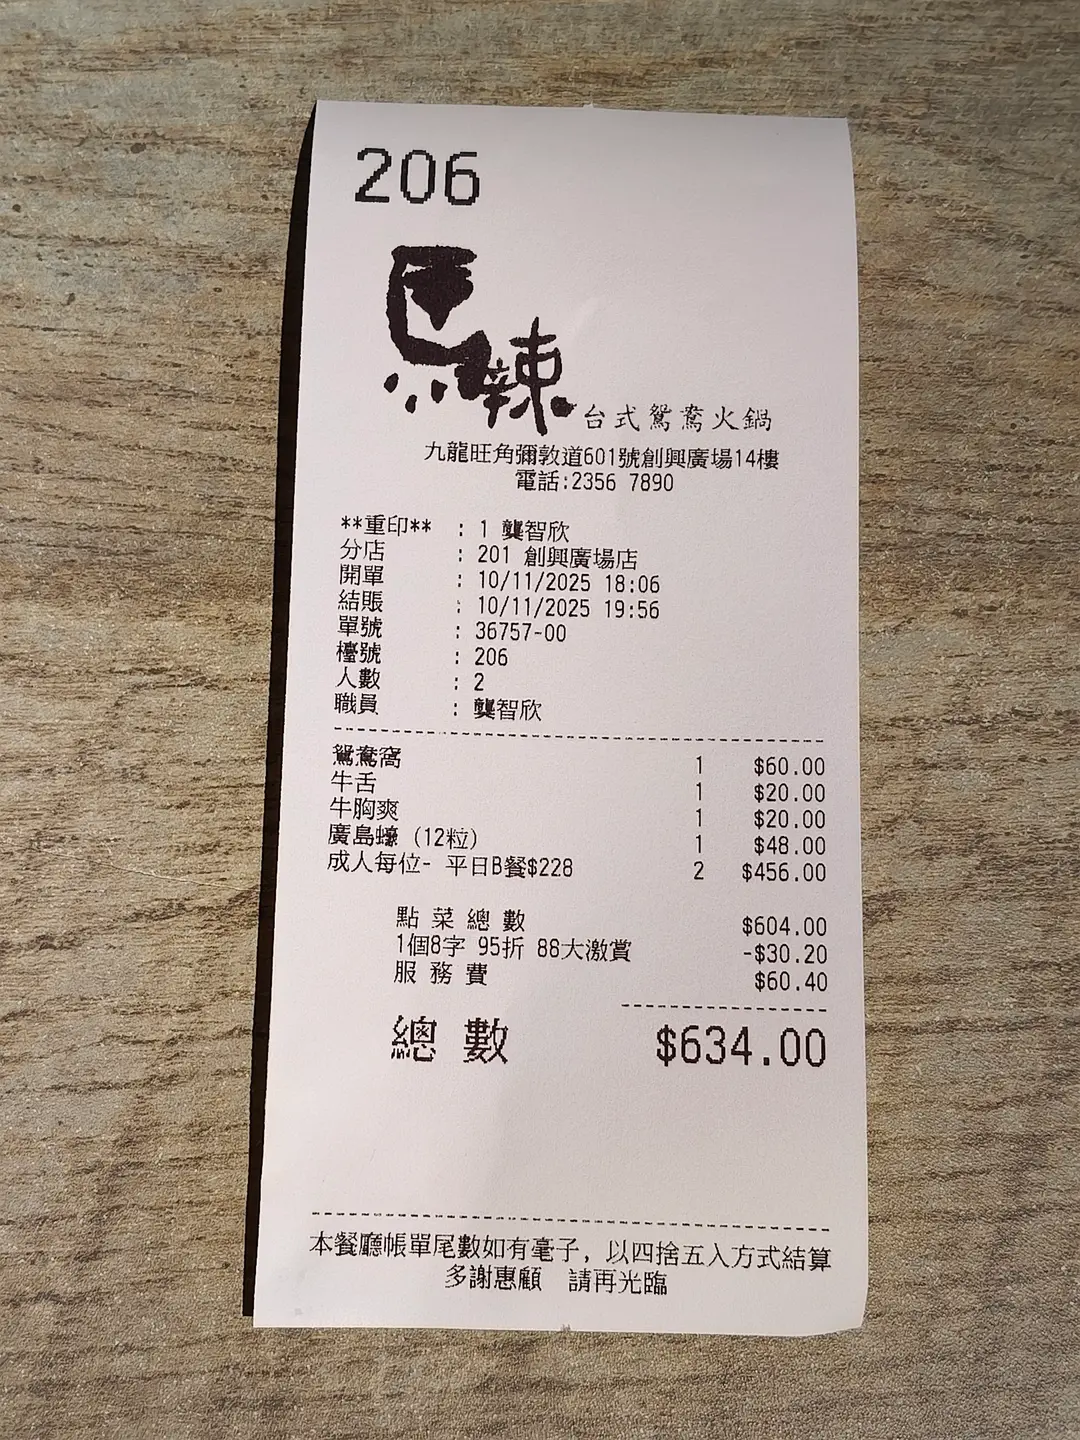 206
馬辣
台式鴛鴦火鍋
九龍旺角彌敦道601號創興廣場14樓
電話:2356 7890
**重印** : 1 龔智欣
分店 : 201 創興廣場店
開單 : 10/11/2025 18:06
結賬 : 10/11/2025 19:56
單號 : 36757-00
檯號 : 206
人數 : 2
職員 : 龔智欣
鴛鴦窩 1 $60.00
牛舌 1 $20.00
牛胸爽 1 $20.00
廣島蠔 (12粒) 1 $48.00
成人每位- 平日B餐$228 2 $456.00
點菜總數 $604.00
1個8字 95折 88大激賞 -$30.20
服務費 $60.40
總數 $634.00
本餐廳帳單尾數如有毫子, 以四捨五入方式結算
多謝惠顧 請再光臨